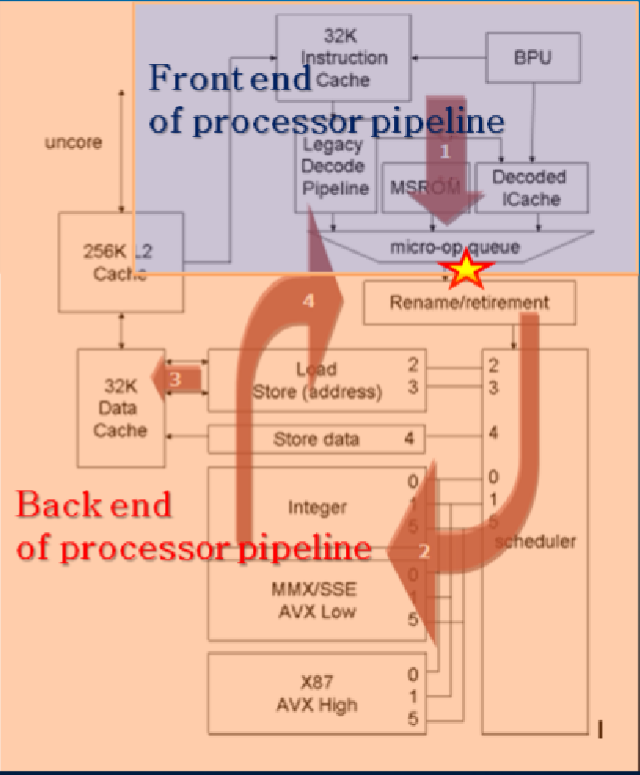 32K
Instruction
Cache
BPU
Front end
of processor pipeline
uncore
1
Legacy
Decode
Pipeline
MSROM
Decoded
ICache
256K L2
Cache
micro-op queue
4
Rename/retirement
3
32K
Data
Cache
Load
Store (address)
2
3
2
3
Store data
4
4
Integer
0
1
5
0
1
5
scheduler
Back end
of processor pipeline
2
MMX/SSE
AVX Low
0
1
5
X87
AVX High
0
1
5